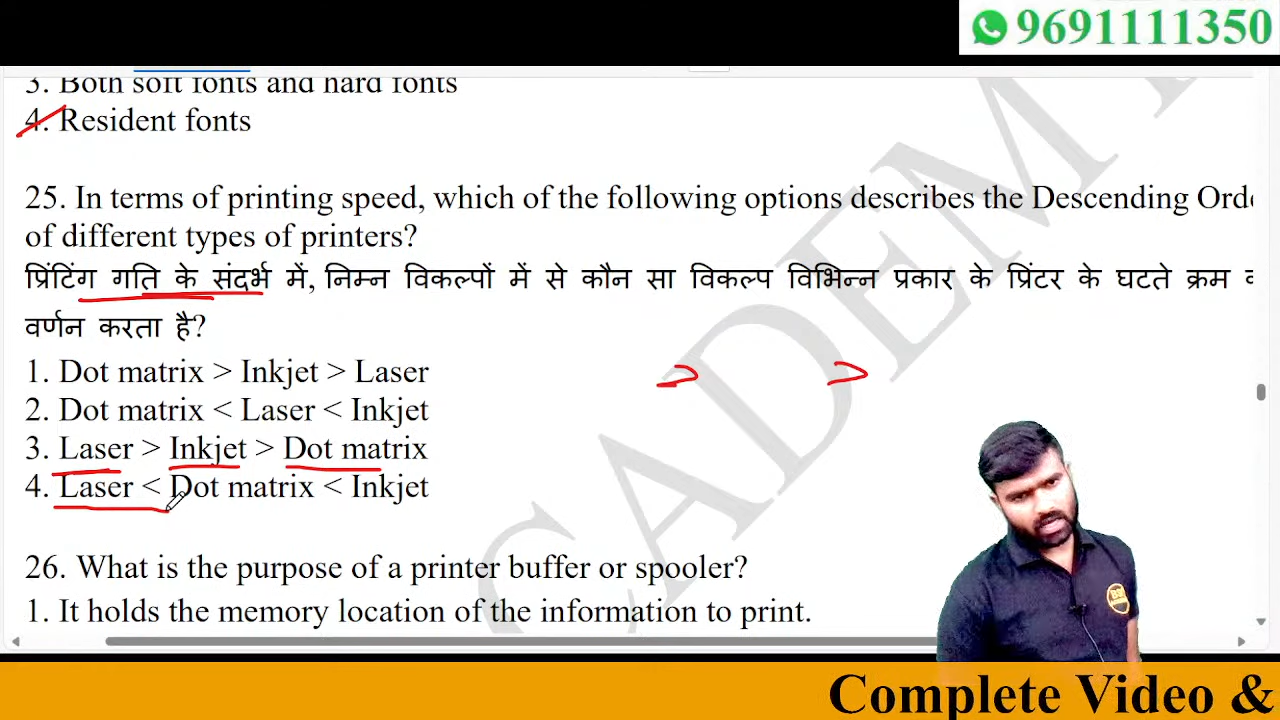 9691111350
3. Both soft fonts and hard fonts
4. Resident fonts
25. In terms of printing speed, which of the following options describes the Descending Orde
of different types of printers?
प्रिंटिंग गति के संदर्भ में, निम्न विकल्पों में से कौन सा विकल्प विभिन्न प्रकार के प्रिंटर के घटते क्रम
वर्णन करता है?
1. Dot matrix > Inkjet > Laser
2. Dot matrix < Laser < Inkjet
3. Laser > Inkjet > Dot matrix
4. Laser < Dot matrix < Inkjet
26. What is the purpose of a printer buffer or spooler?
1. It holds the memory location of the information to print.
CADEMY
Complete Video &